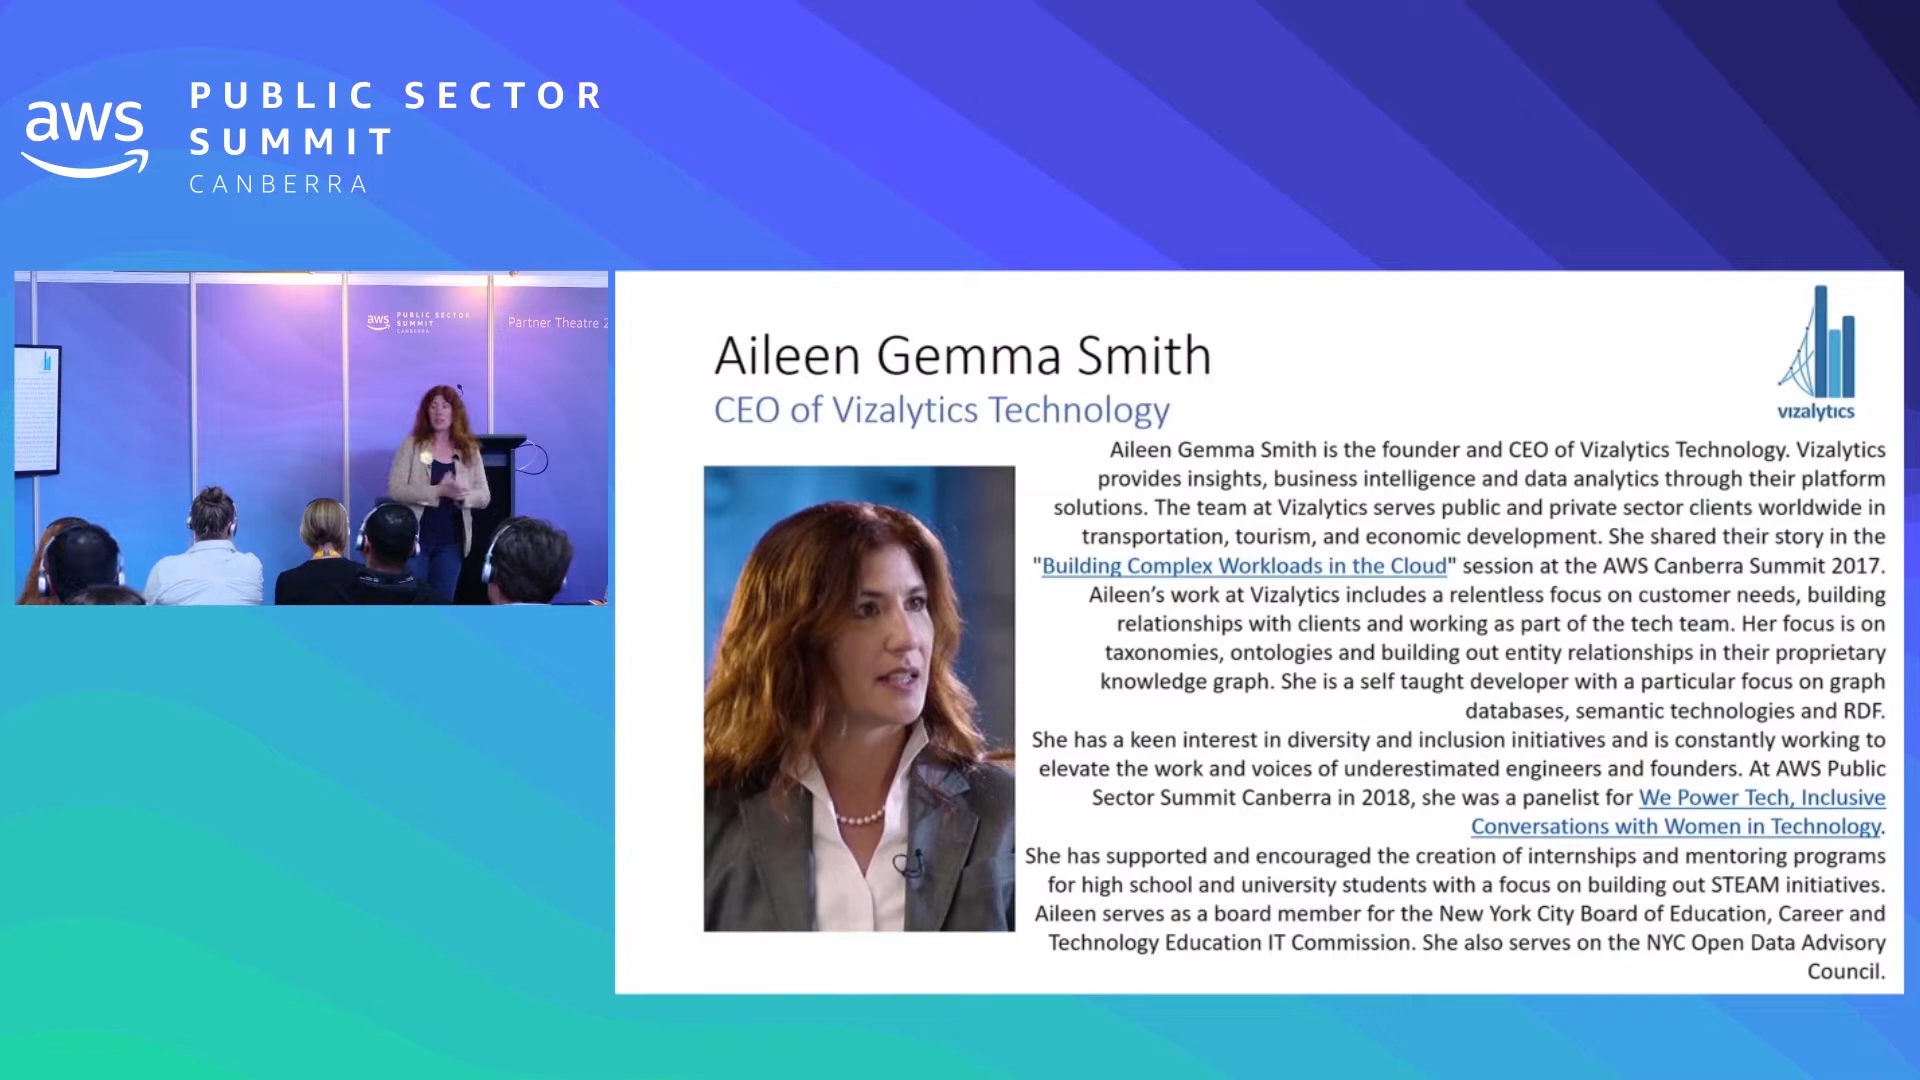 aws
PUBLIC SECTOR
SUMMIT
CANBERRA
aws
PUBLIC SECTOR
SUMMIT
CANBERRA
Partner Theatre 2
Aileen Gemma Smith
CEO of Vizalytics Technology
vizalytics
Aileen Gemma Smith is the founder and CEO of Vizalytics Technology. Vizalytics
provides insights, business intelligence and data analytics through their platform
solutions. The team at Vizalytics serves public and private sector clients worldwide in
transportation, tourism, and economic development. She shared their story in the
"Building Complex Workloads in the Cloud" session at the AWS Canberra Summit 2017.
Aileen’s work at Vizalytics includes a relentless focus on customer needs, building
relationships with clients and working as part of the tech team. Her focus is on
taxonomies, ontologies and building out entity relationships in their proprietary
knowledge graph. She is a self taught developer with a particular focus on graph
databases, semantic technologies and RDF.
She has a keen interest in diversity and inclusion initiatives and is constantly working to
elevate the work and voices of underestimated engineers and founders. At AWS Public
Sector Summit Canberra in 2018, she was a panelist for We Power Tech, Inclusive
Conversations with Women in Technology.
She has supported and encouraged the creation of internships and mentoring programs
for high school and university students with a focus on building out STEAM initiatives.
Aileen serves as a board member for the New York City Board of Education, Career and
Technology Education IT Commission. She also serves on the NYC Open Data Advisory
Council.